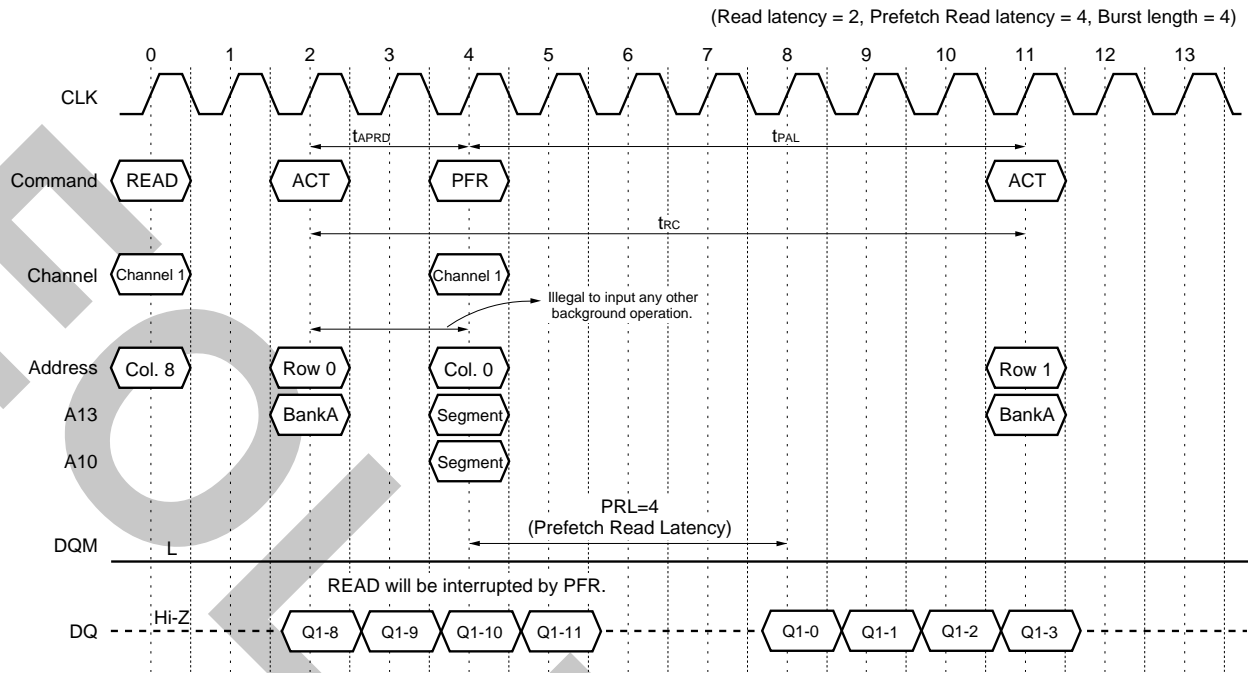 (Read latency = 2, Prefetch Read latency = 4, Burst length = 4)
0 1 2 3 4 5 6 7 8 9 10 11 12 13
CLK
tAPRD tPAL
Command READ ACT PFR ACT
tRC
Channel Channel 1 Channel 1
Illegal to input any other
background operation.
Address Col. 8 Row 0 Col. 0 Row 1
A13 BankA Segment BankA
A10 Segment
PRL=4
(Prefetch Read Latency)
DQM L
READ will be interrupted by PFR.
DQ Hi-Z Q1-8 Q1-9 Q1-10 Q1-11 Q1-0 Q1-1 Q1-2 Q1-3